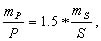 m_P / P = 1.5 * m_S / S ,